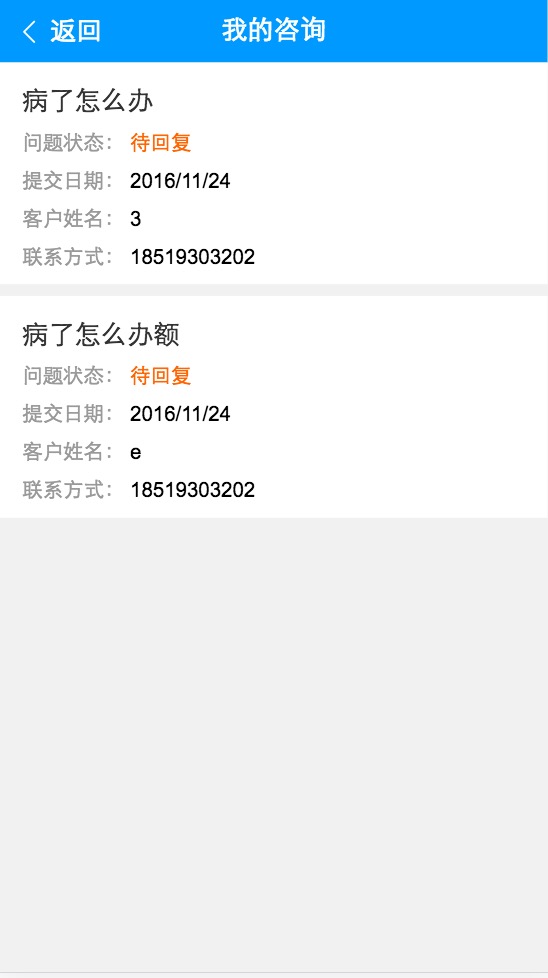 返回 我的咨询
病了怎么办
问题状态： 待回复
提交日期： 2016/11/24
客户姓名： 3
联系方式： 18519303202
病了怎么办额
问题状态： 待回复
提交日期： 2016/11/24
客户姓名： e
联系方式： 18519303202